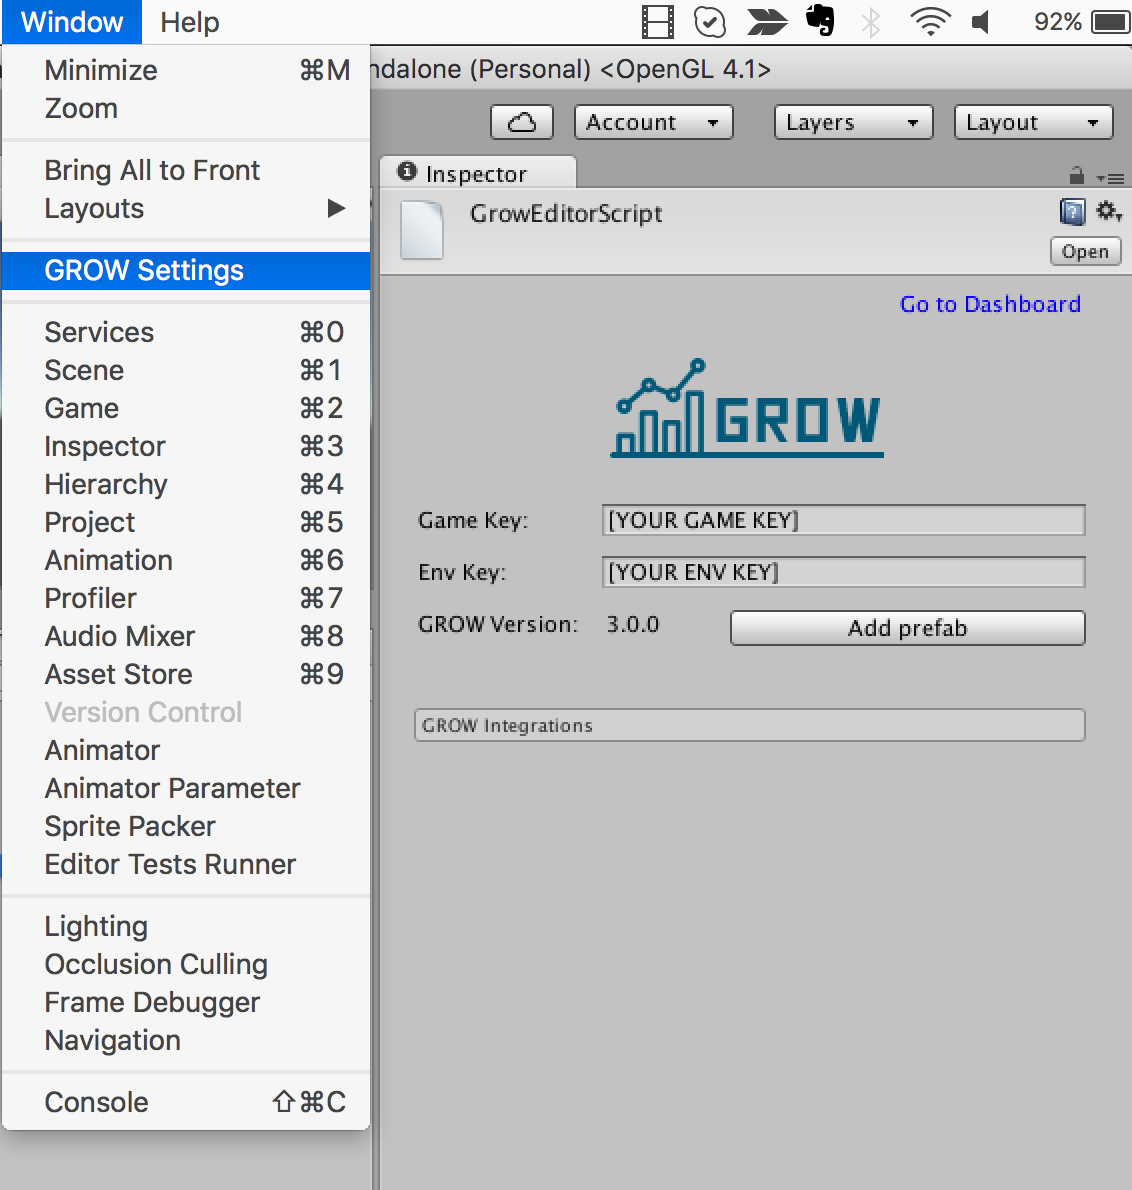 Window Help 92%
ndalone (Personal) <OpenGL 4.1>
Minimize ⌘M
Zoom
Bring All to Front
Layouts ▶
GROW Settings
Services ⌘0
Scene ⌘1
Game ⌘2
Inspector ⌘3
Hierarchy ⌘4
Project ⌘5
Animation ⌘6
Profiler ⌘7
Audio Mixer ⌘8
Asset Store ⌘9
Version Control
Animator
Animator Parameter
Sprite Packer
Editor Tests Runner
Lighting
Occlusion Culling
Frame Debugger
Navigation
Console ⇧⌘C
Account Layers Layout
Inspector
GrowEditorScript
Open
Go to Dashboard
GROW
Game Key: [YOUR GAME KEY]
Env Key: [YOUR ENV KEY]
GROW Version: 3.0.0 Add prefab
GROW Integrations